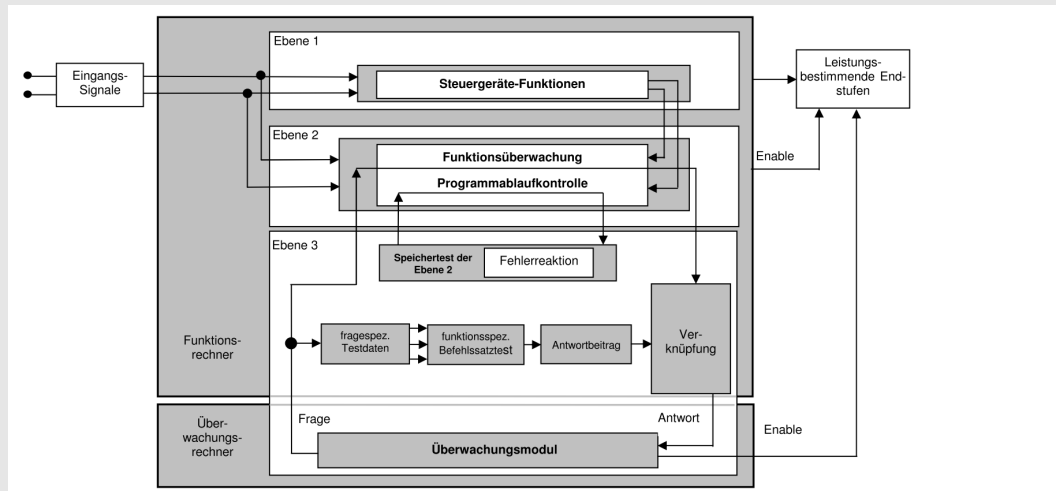 Ebene 1
Eingangs-
Signale
Steuergeräte-Funktionen
Leistungs-
bestimmende End-
stufen
Ebene 2
Funktionsüberwachung
Programmablaufkontrolle
Enable
Ebene 3
Speichertest der
Ebene 2
Fehlerreaktion
Funktions-
rechner
fragespez.
Testdaten
funktionsspez.
Befehlssatztest
Antwortbeitrag
Ver-
knüpfung
Über-
wachungs-
rechner
Frage
Antwort
Überwachungsmodul
Enable